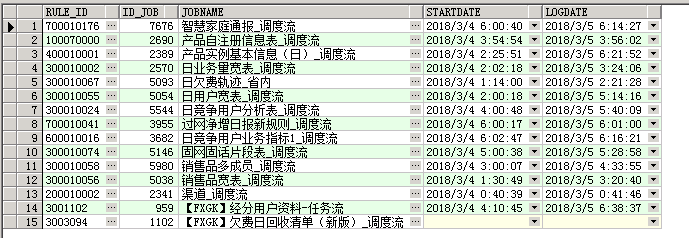 RULE_ID ID_JOB JOBNAME STARTDATE LOGDATE
1 700010176 7676 智慧家庭通报_调度流 2018/3/4 6:00:40 2018/3/5 6:14:27
2 100070000 2690 产品自注册信息表_调度流 2018/3/4 3:54:54 2018/3/5 3:56:02
3 400010001 2389 产品实例基本信息（日）_调度流 2018/3/4 2:25:51 2018/3/5 6:21:52
4 300010002 2570 日业务量宽表_调度流 2018/3/4 2:02:18 2018/3/5 3:24:06
5 300010067 5093 日欠费轨迹_省内 2018/3/4 1:14:00 2018/3/5 2:21:28
6 300010055 5054 日用户宽表_调度流 2018/3/4 2:00:18 2018/3/5 5:14:16
7 300010024 5544 日竞争用户分析表_调度流 2018/3/4 4:00:48 2018/3/5 5:40:09
8 700010041 3955 过网净增日报新规则_调度流 2018/3/4 6:00:17 2018/3/5 6:01:00
9 600010016 3682 日竞争用户业务指标1_调度流 2018/3/4 6:02:47 2018/3/5 6:16:21
10 300010074 5146 固网固话片段表_调度流 2018/3/4 5:00:38 2018/3/5 5:28:58
11 300010058 5980 销售品多成员_调度流 2018/3/4 3:00:07 2018/3/5 4:33:55
12 300010056 5038 销售品宽表_调度流 2018/3/4 1:30:49 2018/3/5 3:20:40
13 200010002 2341 渠道_调度流 2018/3/4 0:40:39 2018/3/5 0:41:46
14 3001102 959 【FXGK】经分用户资料-任务流 2018/3/4 4:10:45 2018/3/5 6:38:37
15 3003094 1102 【FXGK】欠费日回收清单（新版）_调度流